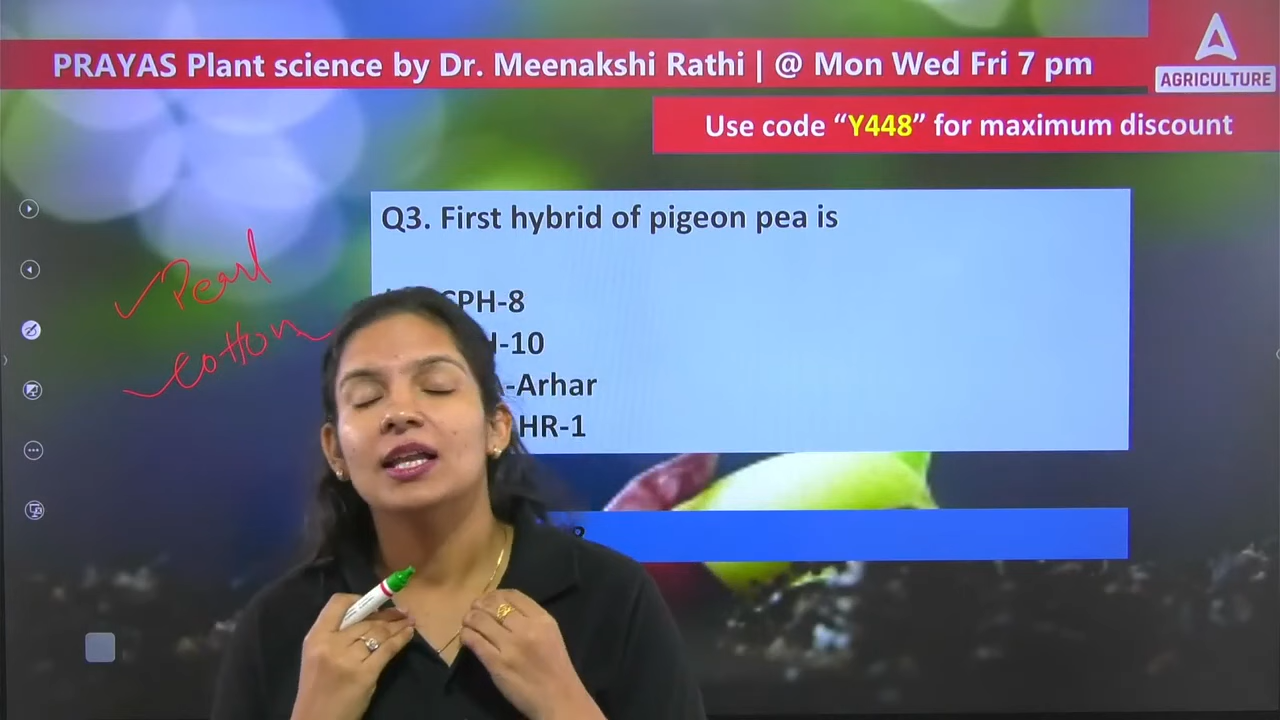 PRAYAS Plant science by Dr. Meenakshi Rathi | @ Mon Wed Fri 7 pm
AGRICULTURE
Use code “Y448” for maximum discount
Q3. First hybrid of pigeon pea is
PH-8
-10
-Arhar
HR-1
Pearl
Cotton